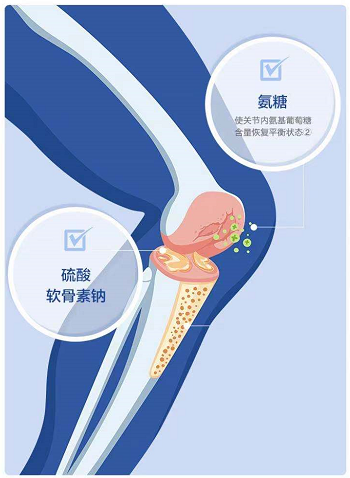 氨糖
使关节内氨基葡萄糖
含量恢复平衡状态②
硫酸
软骨素钠